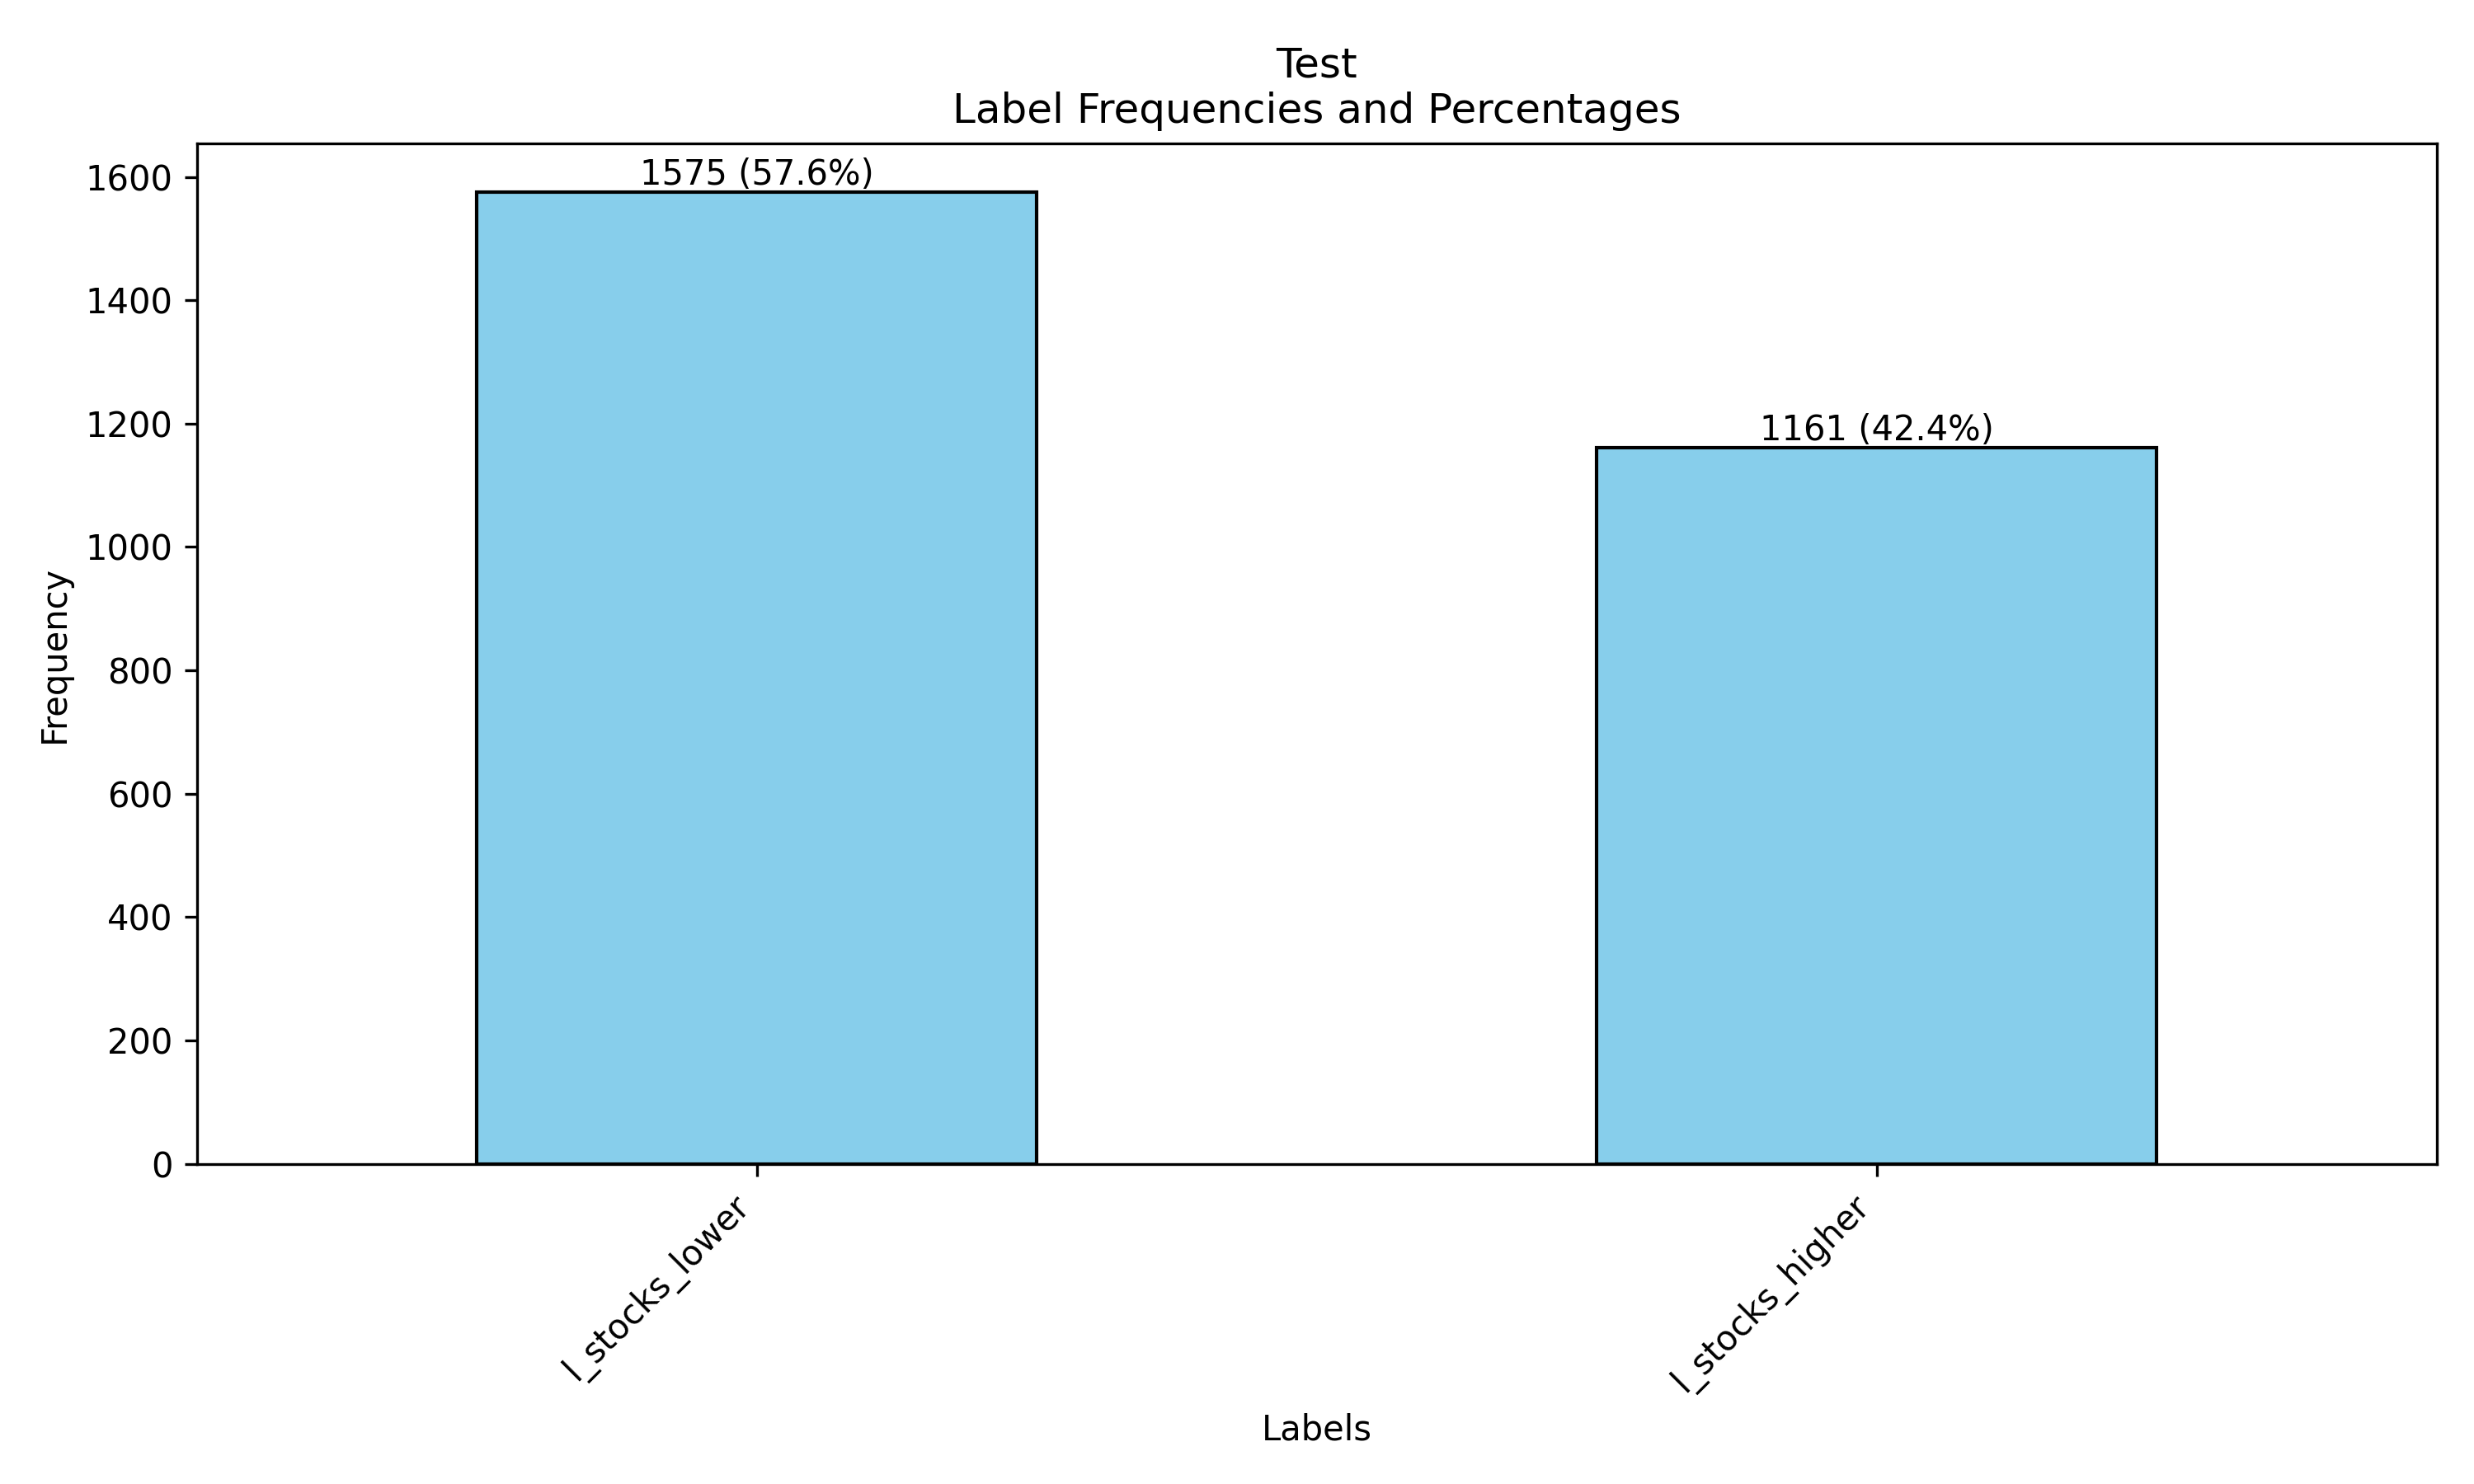 Test
Label Frequencies and Percentages
1600
1400
1200
1000
800
600
400
200
0
Frequency
1575 (57.6%)
1161 (42.4%)
l_stocks_lower
l_stocks_higher
Labels